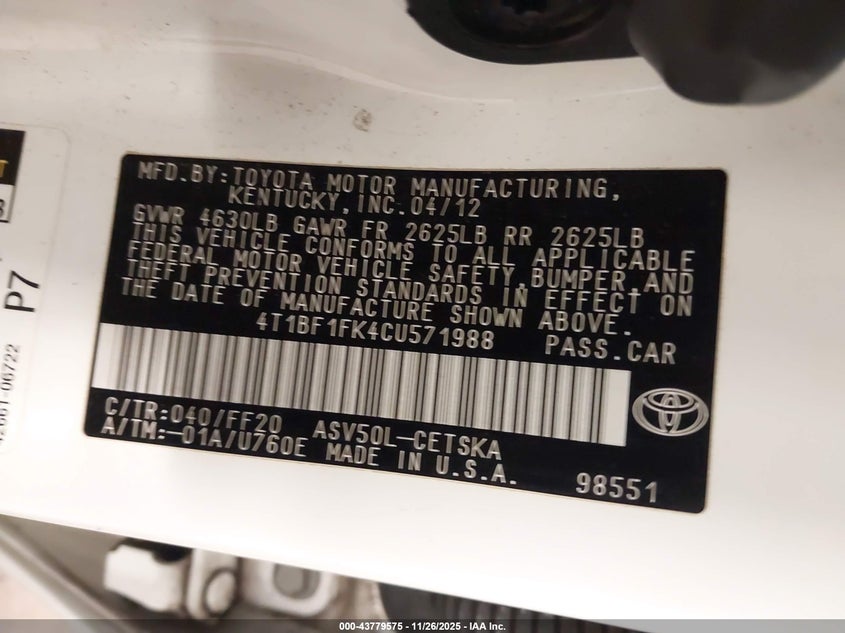 MFD.BY:TOYOTA MOTOR MANUFACTURING,
KENTUCKY, INC. 04/12
GVWR 4630LB GAWR FR 2625LB RR 2625LB
THIS VEHICLE CONFORMS TO ALL APPLICABLE
FEDERAL MOTOR VEHICLE SAFETY,BUMPER,AND
THEFT PREVENTION STANDARDS IN EFFECT ON
THE DATE OF MANUFACTURE SHOWN ABOVE.
4T1BF1FK4CU571988 PASS.CAR
C/TR:040/FF20 ASV50L-CETSKA
A/TM:-01A/U760E MADE IN U.S.A.
98551
P7
000-43779575 - 11/26/2025 - IAA Inc.